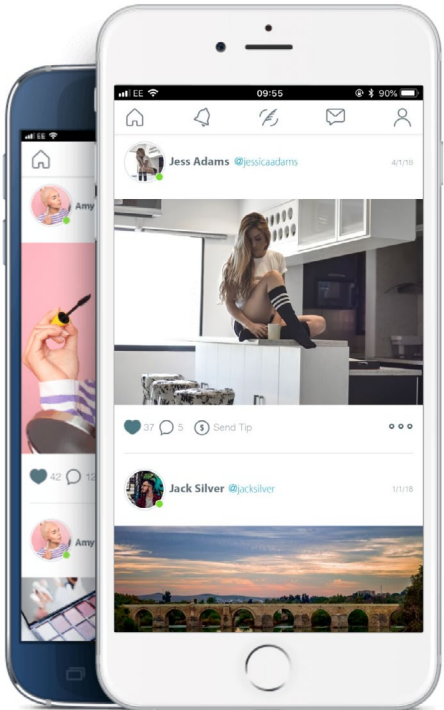 EE 09:55 90%
Jess Adams @jessicaadams 4/1/18
37 5 $ Send Tip
Jack Silver @jacksilver 1/1/18
EE
Amy
42 12
Amy